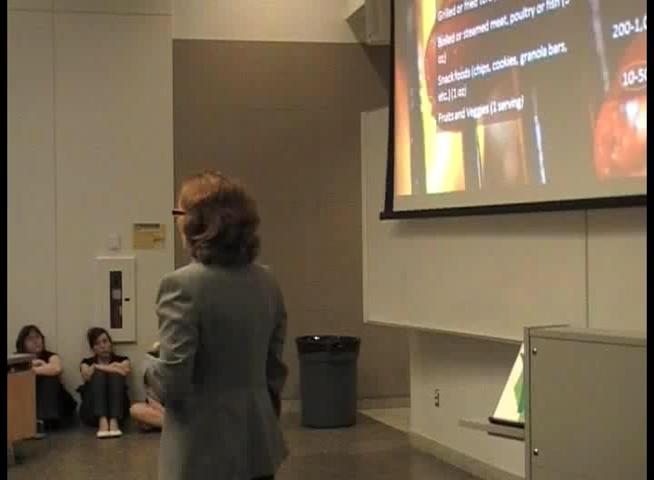 Grilled or fried
Boiled or steamed meat, poultry or fish (3
oz)
Snack foods (chips, cookies, granola bars,
etc.) (1 oz)
Fruits and Veggies (1 serving)
200-1,0
10-50